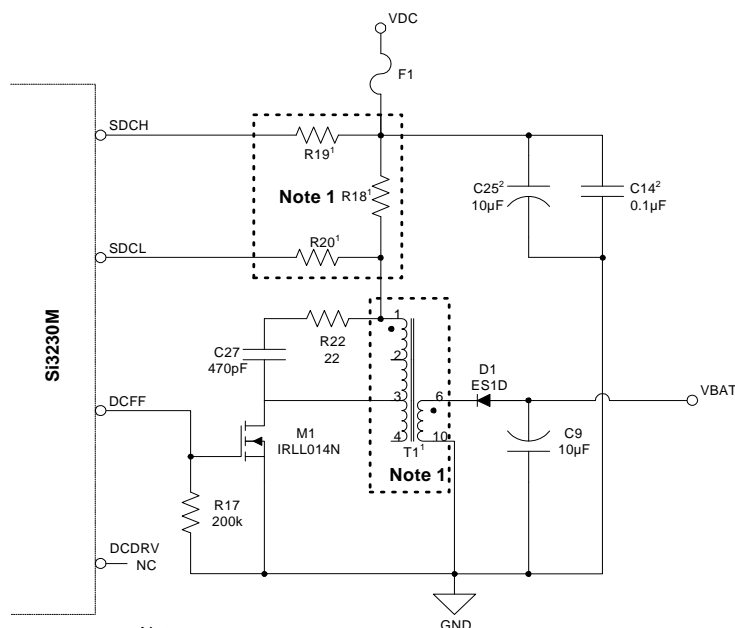 VDC
F1
SDCH
R19¹
Note 1
R18¹
C25²
10µF
C14²
0.1µF
SDCL
R20¹
Si3230M
R22
22
C27
470pF
1
2
3
4
6
10
T1¹
Note 1
D1
ES1D
VBAT
C9
10µF
DCFF
M1
IRLL014N
R17
200k
DCDRV
NC
GND